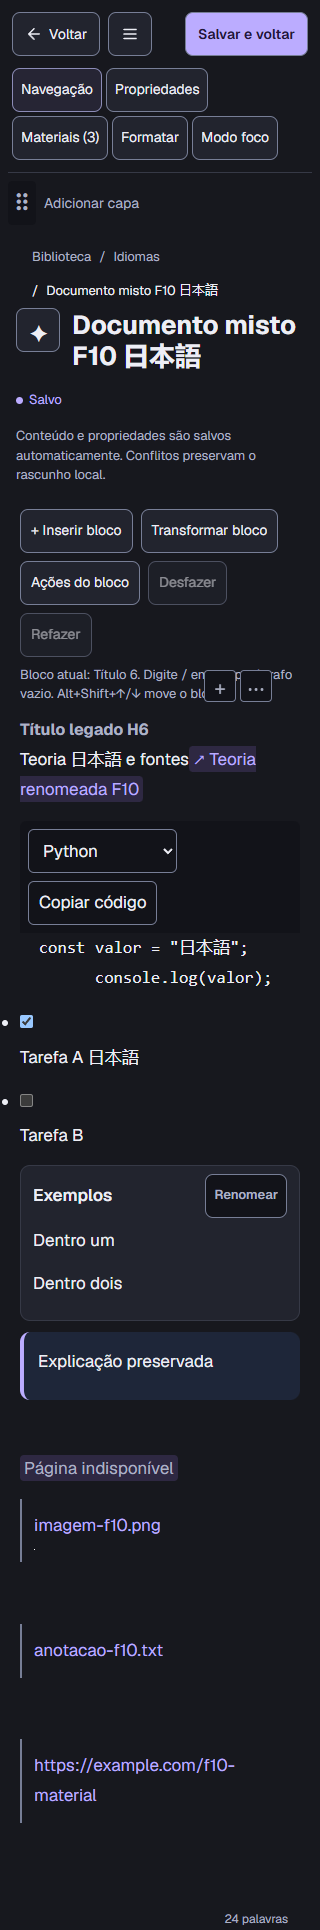 Voltar
Salvar e voltar
Navegação
Propriedades
Materiais (3)
Formatar
Modo foco
Adicionar capa
Biblioteca / Idiomas
/ Documento misto F10 日本語
Documento misto
F10 日本語
Salvo
Conteúdo e propriedades são salvos
automaticamente. Conflitos preservam o
rascunho local.
+ Inserir bloco
Transformar bloco
Ações do bloco
Desfazer
Refazer
Bloco atual: Título 6. Digite / em
vazio. Alt+Shift+↑/↓ move o
+
...
Título legado H6
Teoria 日本語 e fontes ↗ Teoria
renomeada F10
Python
Copiar código
const valor = "日本語";
console.log(valor);
Tarefa A 日本語
Tarefa B
Exemplos
Renomear
Dentro um
Dentro dois
Explicação preservada
Página indisponível
imagem-f10.png
anotacao-f10.txt
https://example.com/f10-
material
24 palavras